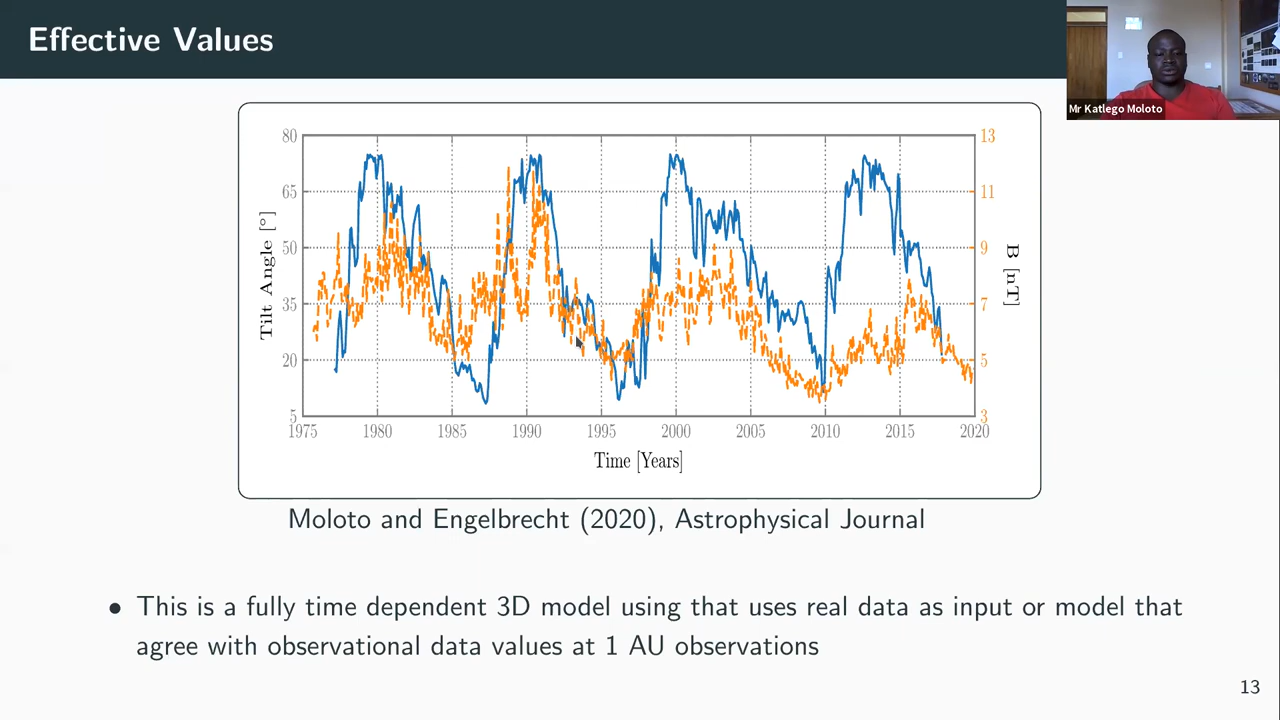 Effective Values
Mr Katlego Moloto
80
65
50
35
20
5
Tilt Angle [°]
13
11
9
7
5
3
B [nT]
1975 1980 1985 1990 1995 2000 2005 2010 2015 2020
Time [Years]
Moloto and Engelbrecht (2020), Astrophysical Journal
• This is a fully time dependent 3D model using that uses real data as input or model that
agree with observational data values at 1 AU observations
13